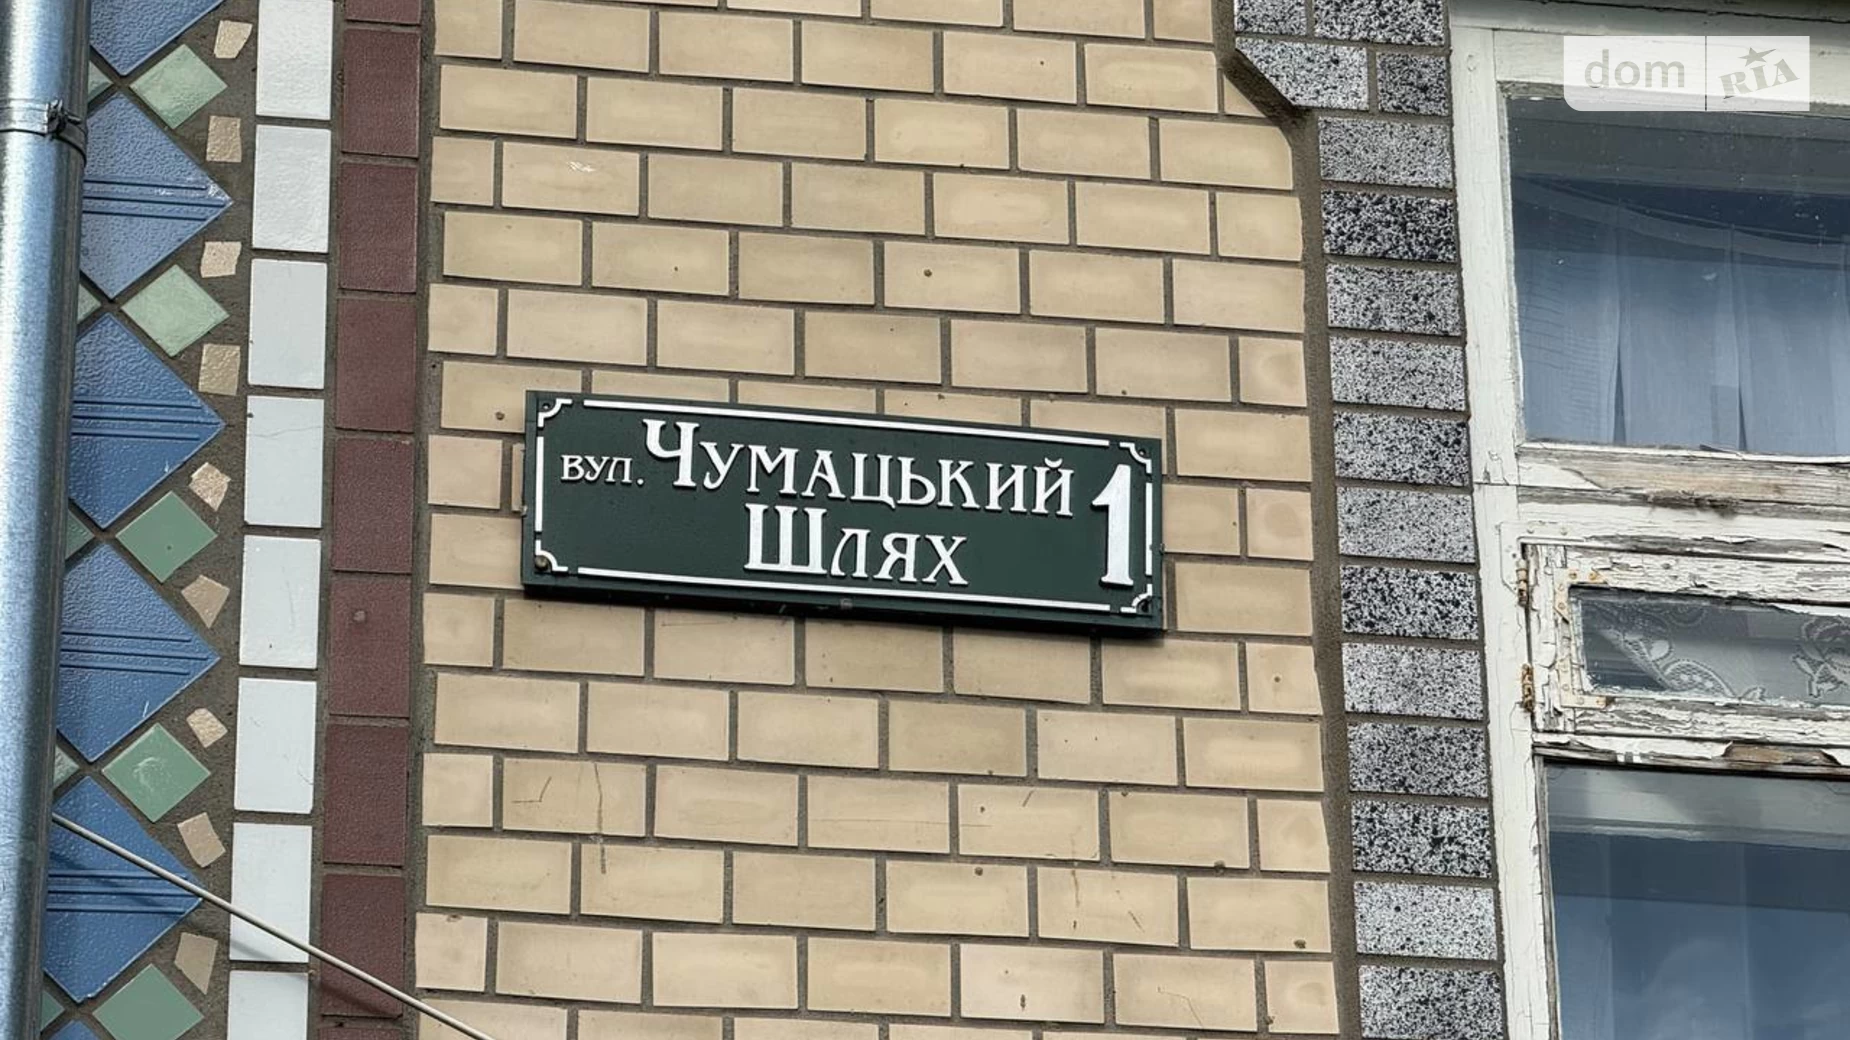 dom RIA
вул. Чумацький 1
Шлях